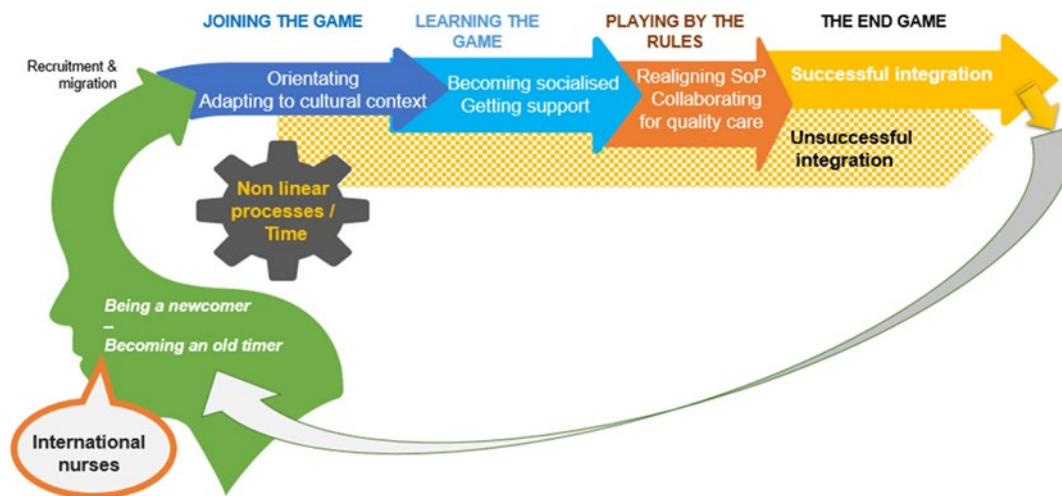 JOINING THE GAME
LEARNING THE
GAME
PLAYING BY THE
RULES
THE END GAME
Recruitment &
migration
Orientating
Adapting to cultural context
Becoming socialised
Getting support
Realigning SoP
Collaborating
for quality care
Successful integration
Unsuccessful
integration
Non linear
processes /
Time
Being a newcomer
–
Becoming an old timer
International
nurses